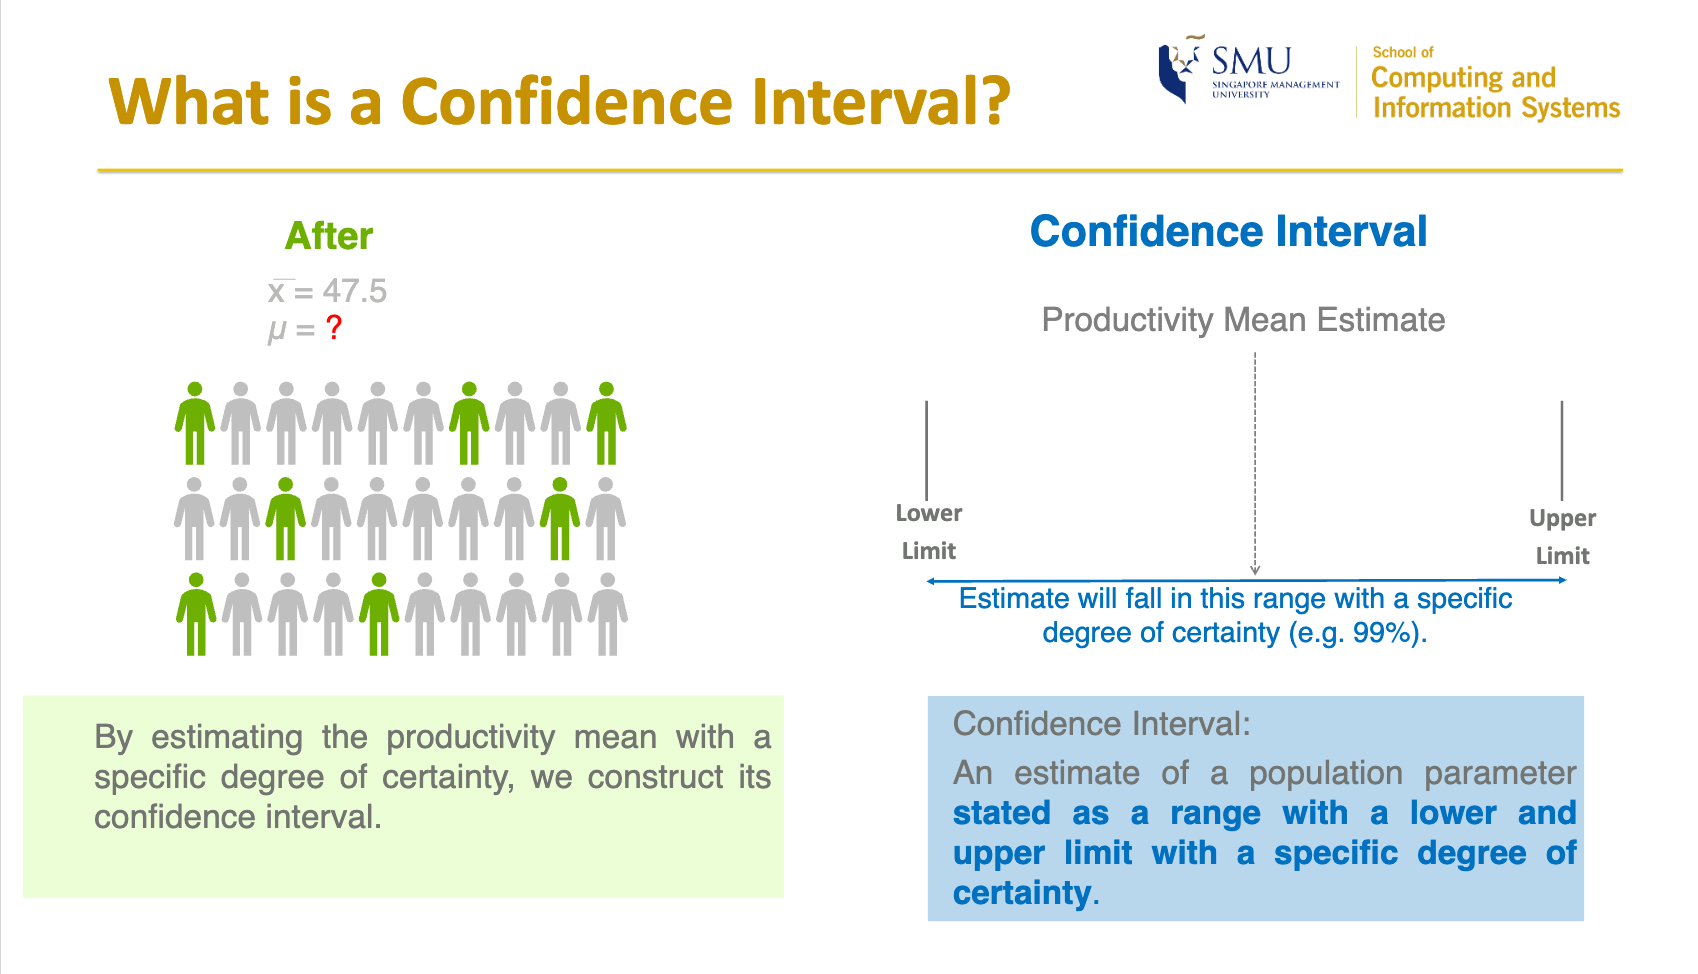 What is a Confidence Interval?
SMU
SINGAPORE MANAGEMENT
UNIVERSITY
School of
Computing and
Information Systems
After
x̅ = 47.5
μ = ?
By estimating the productivity mean with a
specific degree of certainty, we construct its
confidence interval.
Confidence Interval
Productivity Mean Estimate
Lower
Limit
Upper
Limit
Estimate will fall in this range with a specific
degree of certainty (e.g. 99%).
Confidence Interval:
An estimate of a population parameter
stated as a range with a lower and
upper limit with a specific degree of
certainty.